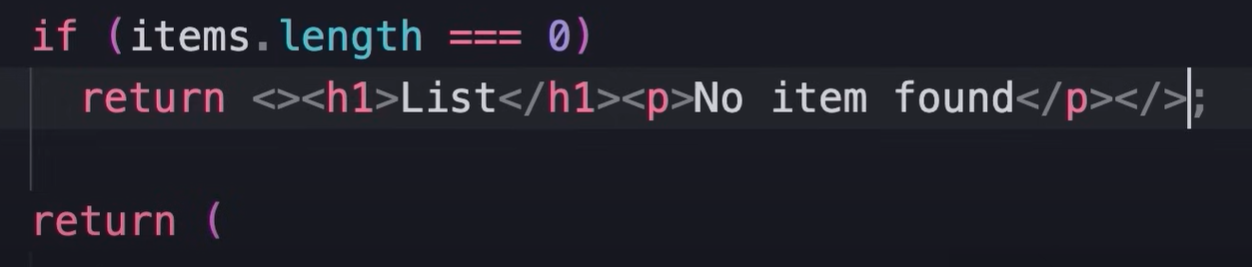 if (items.length === 0)
return <><h1>List</h1><p>No item found</p></>;
return (